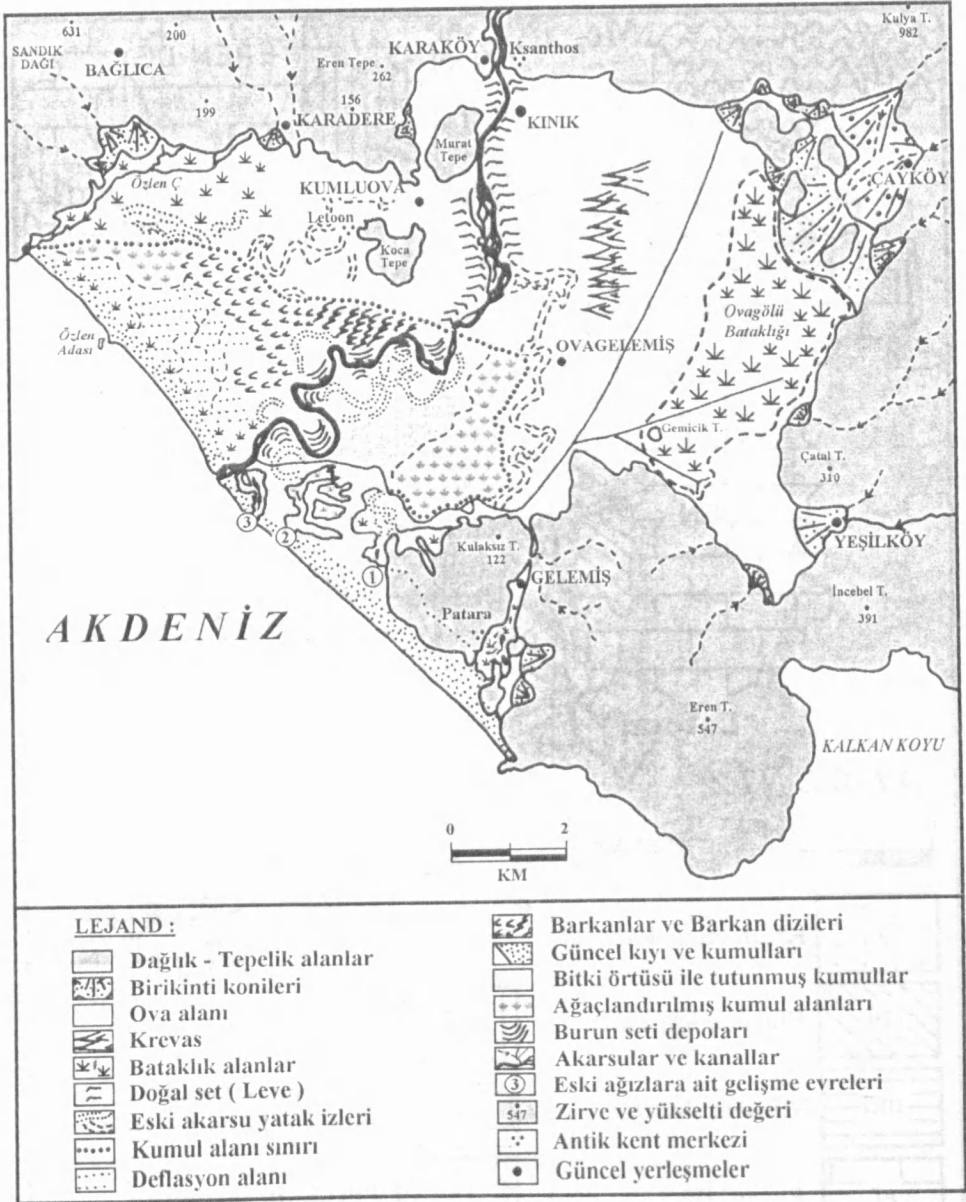 631
200
Kulya T.
982
SANDIK
DAĞI
BAĞLICA
KARAKÖY
Ksanthos
Eren Tepe
262
199
156
KARADERE
Murat
Tepe
KINIK
ÇAYKÖY
Özlen Ç
KUMLUOVA
Letoon
Koca
Tepe
Ovagölü
Bataklığı
Özlen
Adası
OVAGELEMİŞ
Gemicik T.
Çatal T.
310
3
2
1
Kulaksız T.
122
YEŞİLKÖY
GELEMİŞ
İncebel T.
391
Patara
AKDENİZ
Eren T.
547
KALKAN KOYU
0 2
KM
LEJAND :
Dağlık - Tepelik alanlar
Birikinti konileri
Ova alanı
Krevas
Bataklık alanlar
Doğal set ( Leve )
Eski akarsu yatak izleri
Kumul alanı sınırı
Deflasyon alanı
Barkanlar ve Barkan dizileri
Güncel kıyı ve kumulları
Bitki örtüsü ile tutunmuş kumullar
Ağaçlandırılmış kumul alanları
Burun seti depoları
Akarsular ve kanallar
3 Eski ağızlara ait gelişme evreleri
547 Zirve ve yükselti değeri
Antik kent merkezi
Güncel yerleşmeler